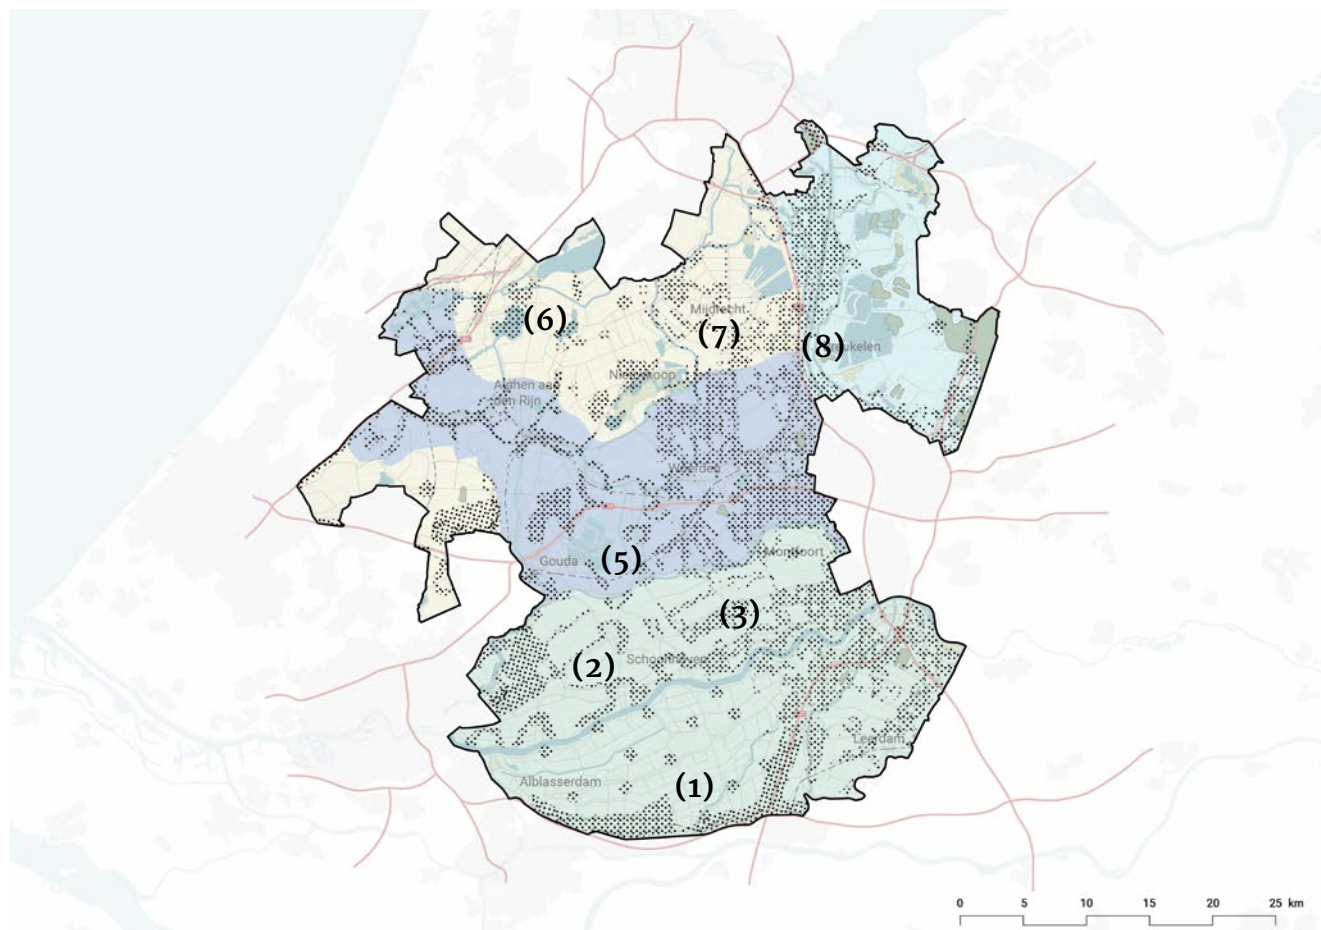 (6)
Mijdrecht
(7)
(8)
Breukelen
Nieuwkoop
Alphen aan
den Rijn
Woerden
Gouda
(5)
Montfoort
(3)
(2)
Schoonhoven
Leerdam
Alblasserdam
(1)
0 5 10 15 20 25 km